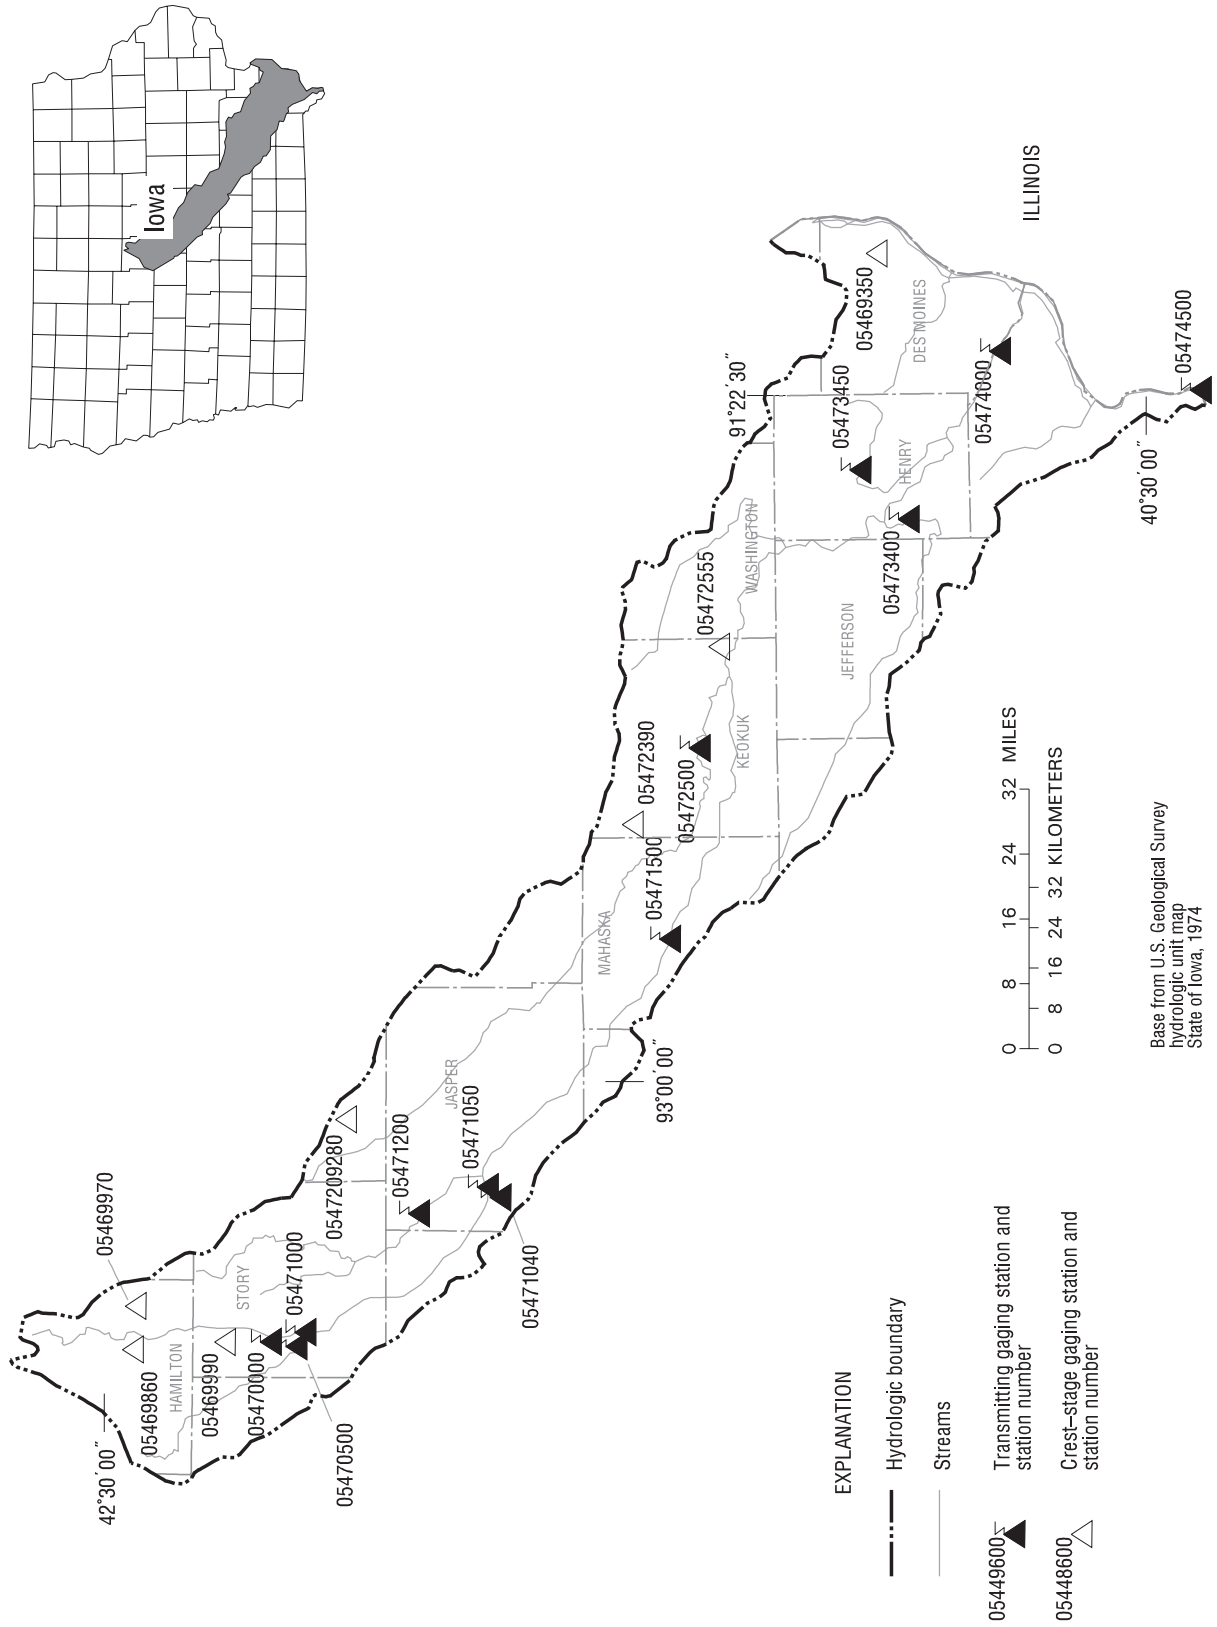 Iowa
ILLINOIS
42°30′00″
93°00′00″
91°22′30″
40°30′00″
HAMILTON
STORY
JASPER
MAHASKA
KEOKUK
WASHINGTON
JEFFERSON
HENRY
DES MOINES
05469860
05469970
05469990
05470000
05470500
05471000
0547209280
05471200
05471050
05471040
05471500
05472390
05472500
05472555
05473400
05473450
05469350
05474000
05474500
0 8 16 24 32 MILES
0 8 16 24 32 KILOMETERS
Base from U.S. Geological Survey
hydrologic unit map
State of Iowa, 1974
EXPLANATION
Hydrologic boundary
Streams
05449600
Transmitting gaging station and
station number
05448600
Crest–stage gaging station and
station number